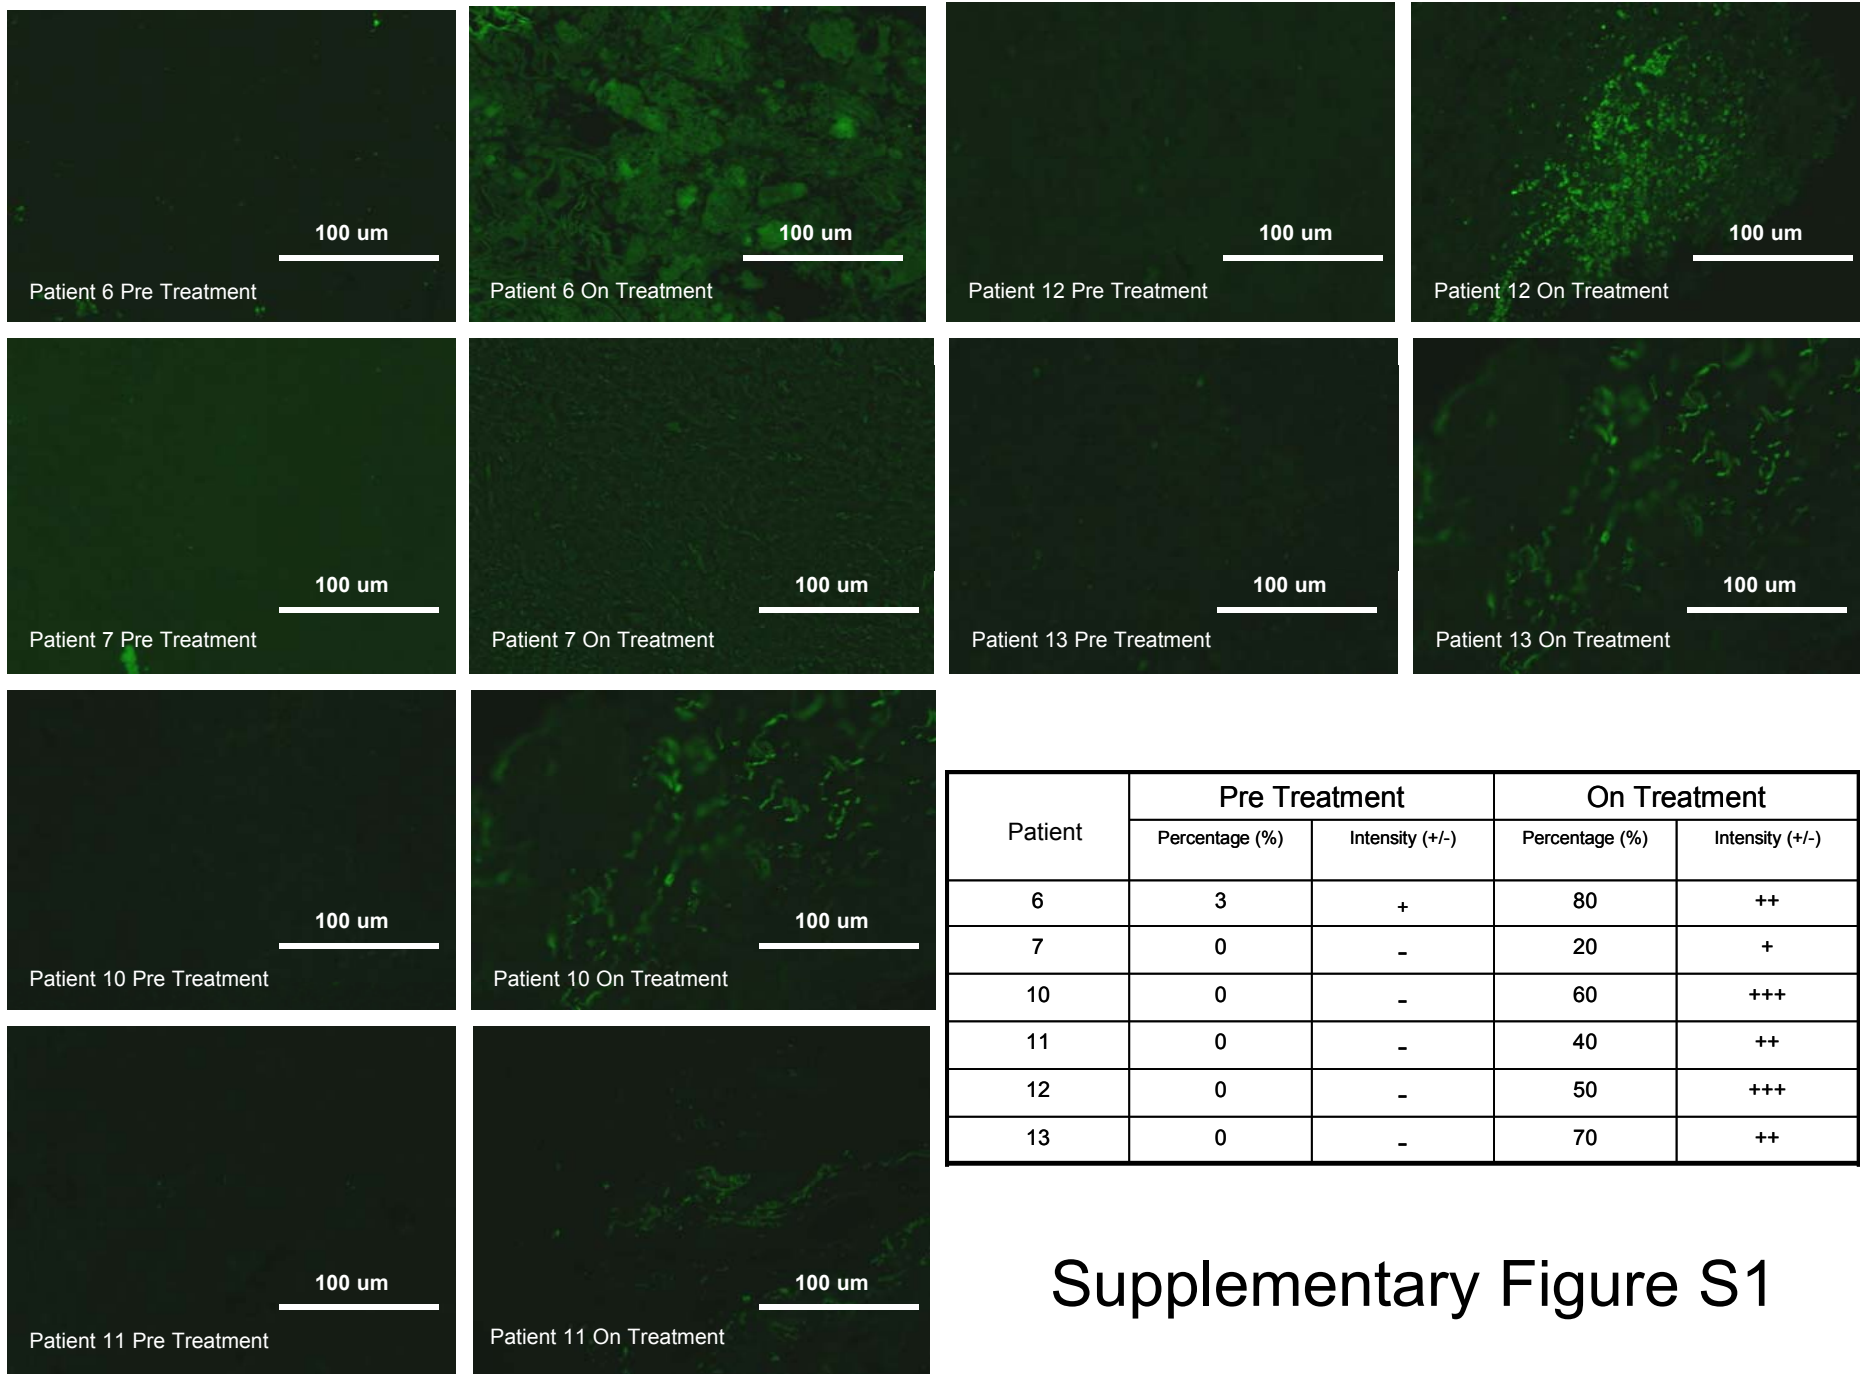 100 um
Patient 6 Pre Treatment
100 um
Patient 6 On Treatment
100 um
Patient 12 Pre Treatment
100 um
Patient 12 On Treatment
100 um
Patient 7 Pre Treatment
100 um
Patient 7 On Treatment
100 um
Patient 13 Pre Treatment
100 um
Patient 13 On Treatment
100 um
Patient 10 Pre Treatment
100 um
Patient 10 On Treatment
100 um
Patient 11 Pre Treatment
100 um
Patient 11 On Treatment
Patient Pre Treatment On Treatment
Percentage (%) Intensity (+/-) Percentage (%) Intensity (+/-)
6 3 + 80 ++
7 0 - 20 +
10 0 - 60 +++
11 0 - 40 ++
12 0 - 50 +++
13 0 - 70 ++
Supplementary Figure S1